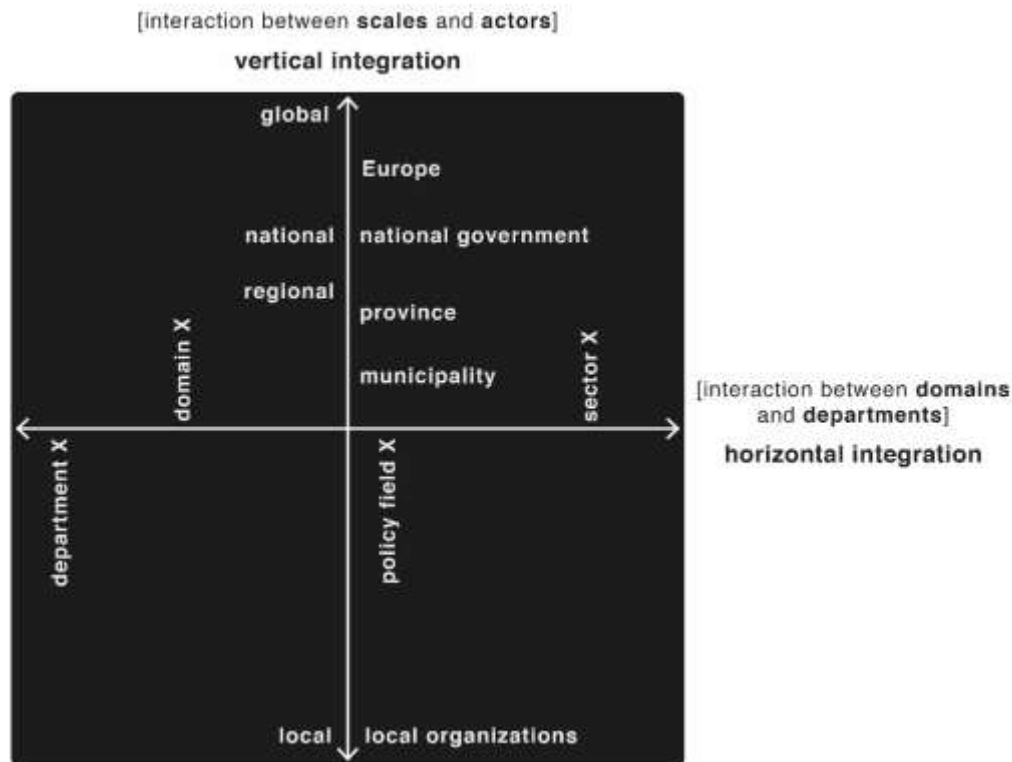 [interaction between scales and actors]
vertical integration
global
Europe
national
national government
regional
province
domain X
municipality
sector X
[interaction between domains
and departments]
horizontal integration
department X
policy field X
local
local organizations